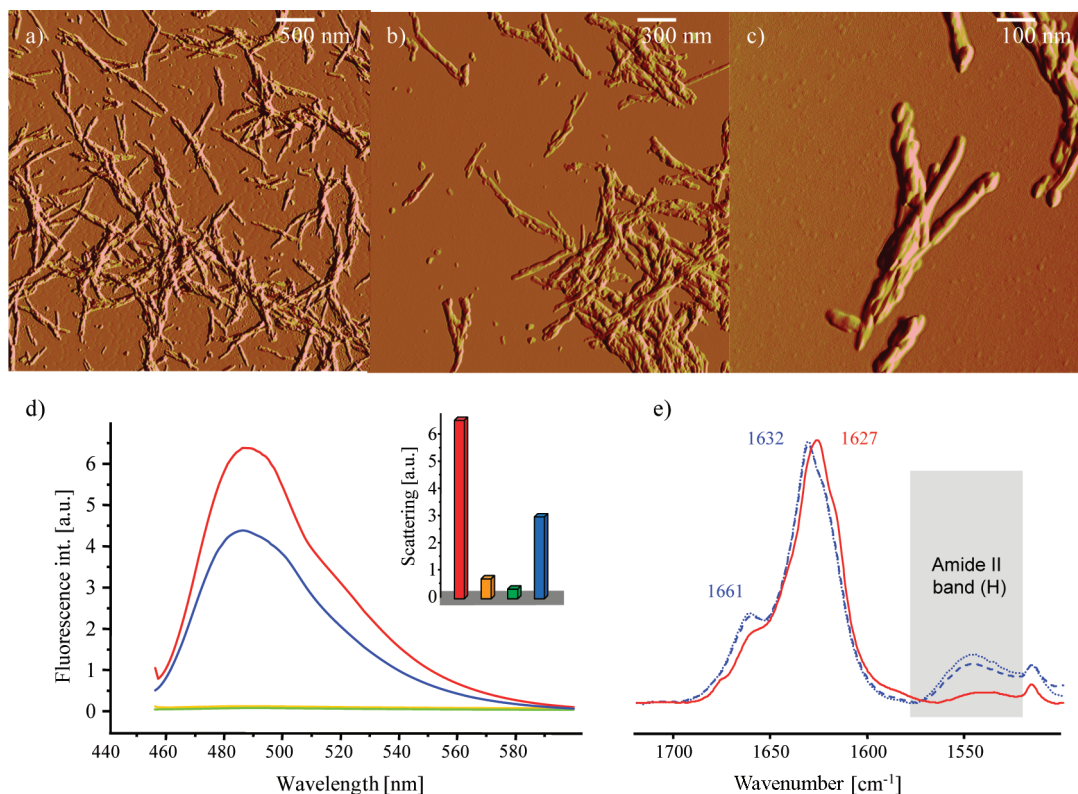 a)
500 nm
b)
300 nm
c)
100 nm
d)
Fluorescence int. [a.u.]
6
5
4
3
2
1
0
440 460 480 500 520 540 560 580
Wavelength [nm]
Scattering [a.u.]
6
5
4
3
2
1
0
e)
1632
1627
1661
Amide II
band (H)
1700 1650 1600 1550
Wavenumber [cm⁻¹]